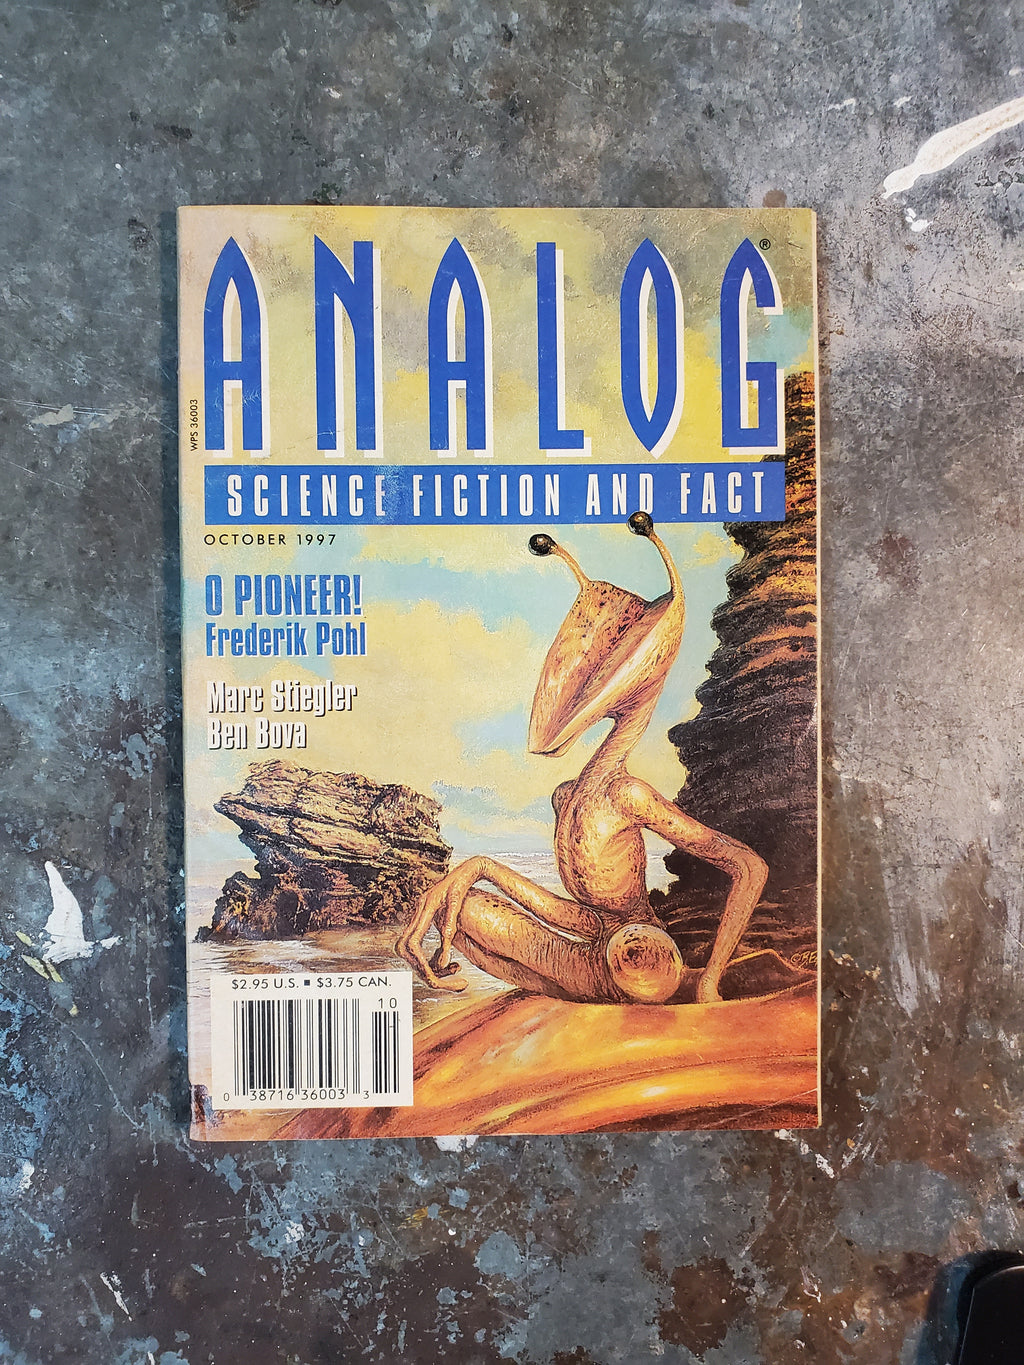 ANALOG®
SCIENCE FICTION AND FACT
OCTOBER 1997
O PIONEER!
Frederik Pohl
Marc Stiegler
Ben Bova
WPS 36003
$2.95 U.S. ■ $3.75 CAN.
10
0 38716 36003 3